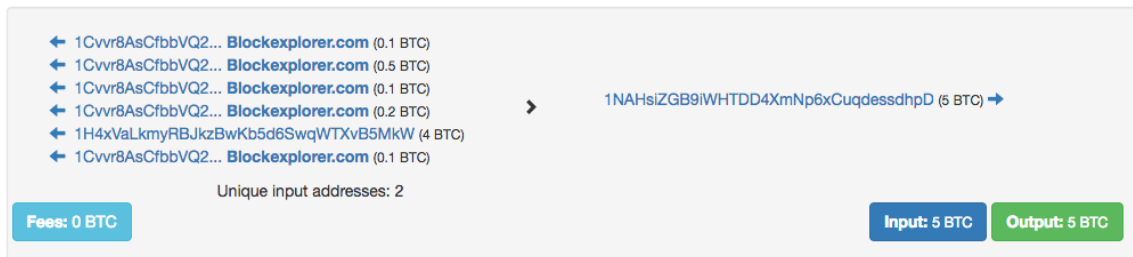 1Cvvr8AsCfbbVQ2... Blockexplorer.com (0.1 BTC)
1Cvvr8AsCfbbVQ2... Blockexplorer.com (0.5 BTC)
1Cvvr8AsCfbbVQ2... Blockexplorer.com (0.1 BTC)
1Cvvr8AsCfbbVQ2... Blockexplorer.com (0.2 BTC)
1H4xVaLkmyRBJkzBwKb5d6SwqWTXvB5MkW (4 BTC)
1Cvvr8AsCfbbVQ2... Blockexplorer.com (0.1 BTC)
Unique input addresses: 2
1NAHsiZGB9iWHTDD4XmNp6xCuqdessdhpD (5 BTC)
Fees: 0 BTC
Input: 5 BTC
Output: 5 BTC